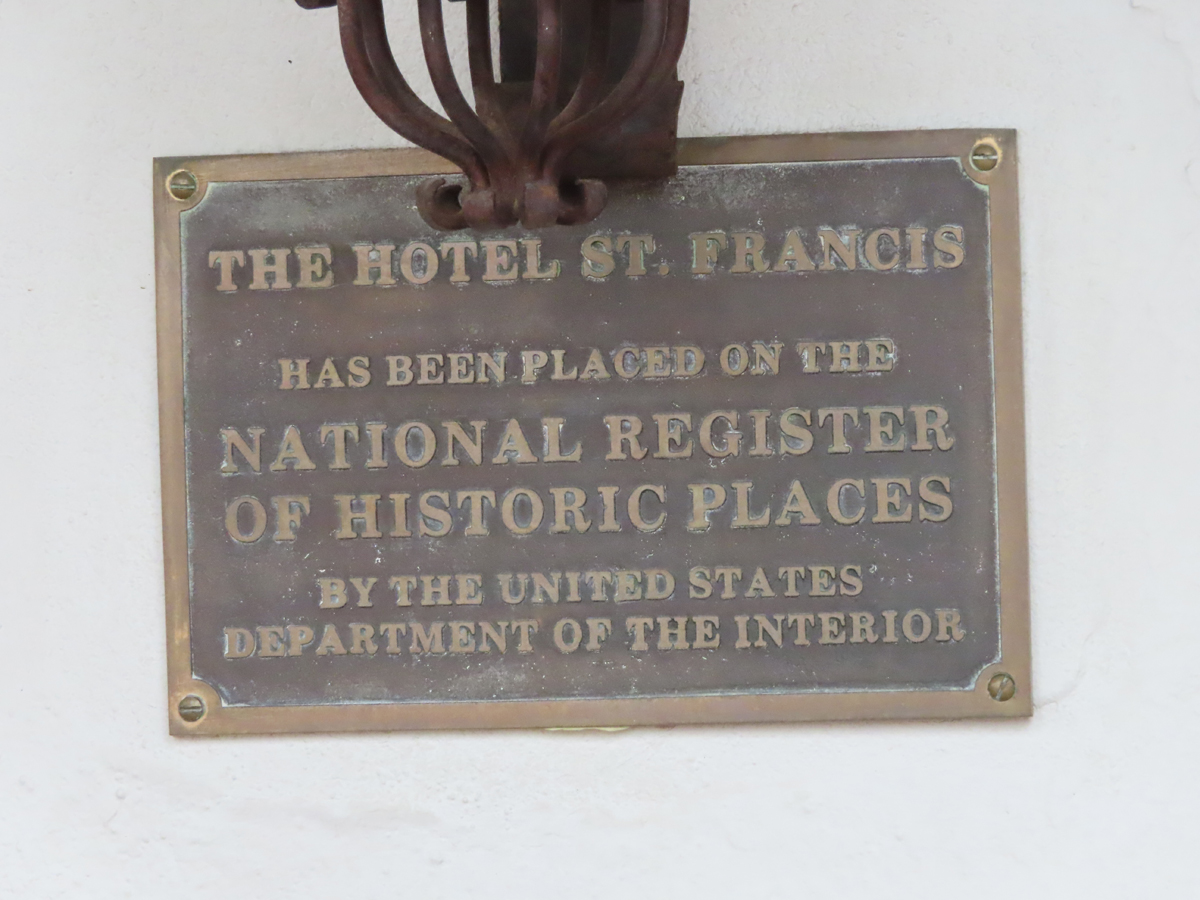 THE HOTEL ST. FRANCIS
HAS BEEN PLACED ON THE
NATIONAL REGISTER
OF HISTORIC PLACES
BY THE UNITED STATES
DEPARTMENT OF THE INTERIOR